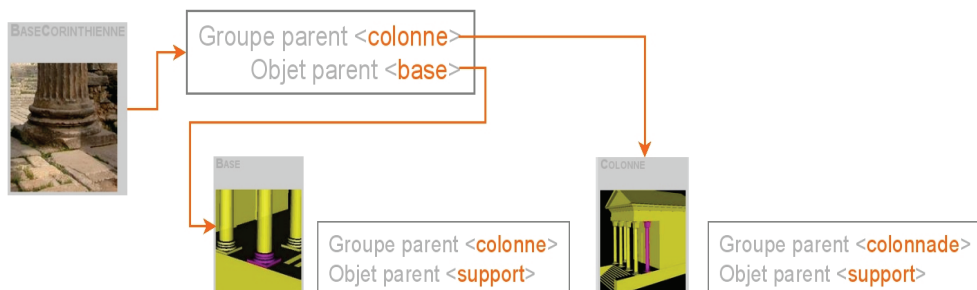 BASECORINTHIENNE
Groupe parent <colonne>
Objet parent <base>
BASE
COLONNE
Groupe parent <colonne>
Objet parent <support>
Groupe parent <colonnade>
Objet parent <support>